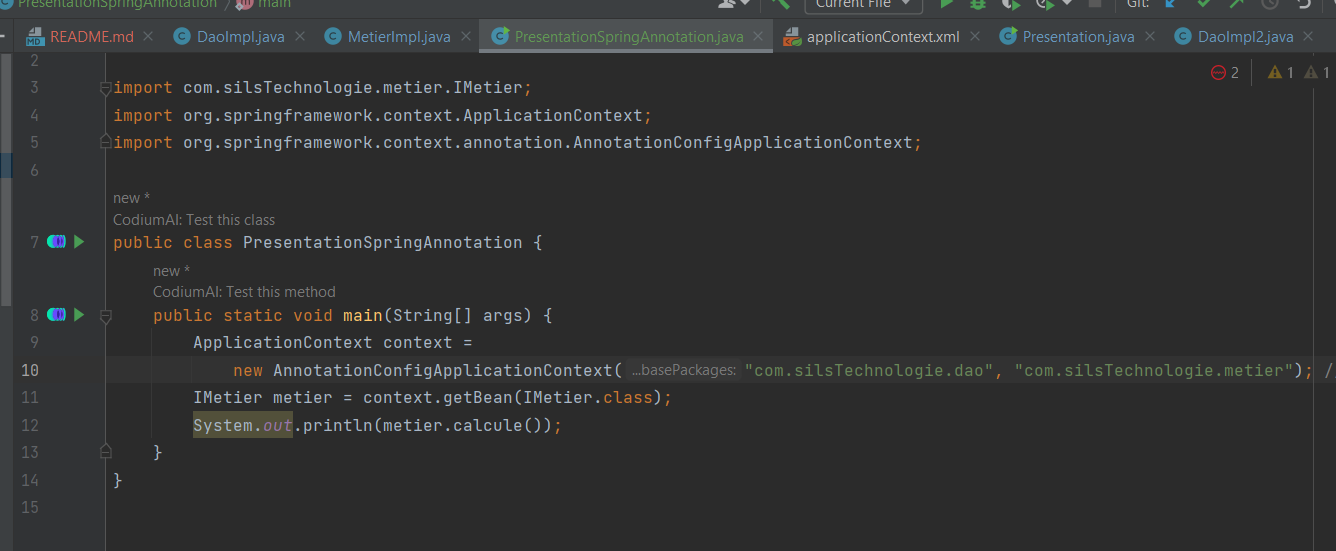 PresentationSpringAnnotation / main
Current File
Git:
README.md DaoImpl.java MetierImpl.java PresentationSpringAnnotation.java applicationContext.xml Presentation.java DaoImpl2.java
2 1 1
2
3 import com.silsTechnologie.metier.IMetier;
4 import org.springframework.context.ApplicationContext;
5 import org.springframework.context.annotation.AnnotationConfigApplicationContext;
6
new *
CodiumAI: Test this class
7 public class PresentationSpringAnnotation {
new *
CodiumAI: Test this method
8 public static void main(String[] args) {
9 ApplicationContext context =
10 new AnnotationConfigApplicationContext( ...basePackages: "com.silsTechnologie.dao", "com.silsTechnologie.metier"); /
11 IMetier metier = context.getBean(IMetier.class);
12 System.out.println(metier.calcule());
13 }
14 }
15